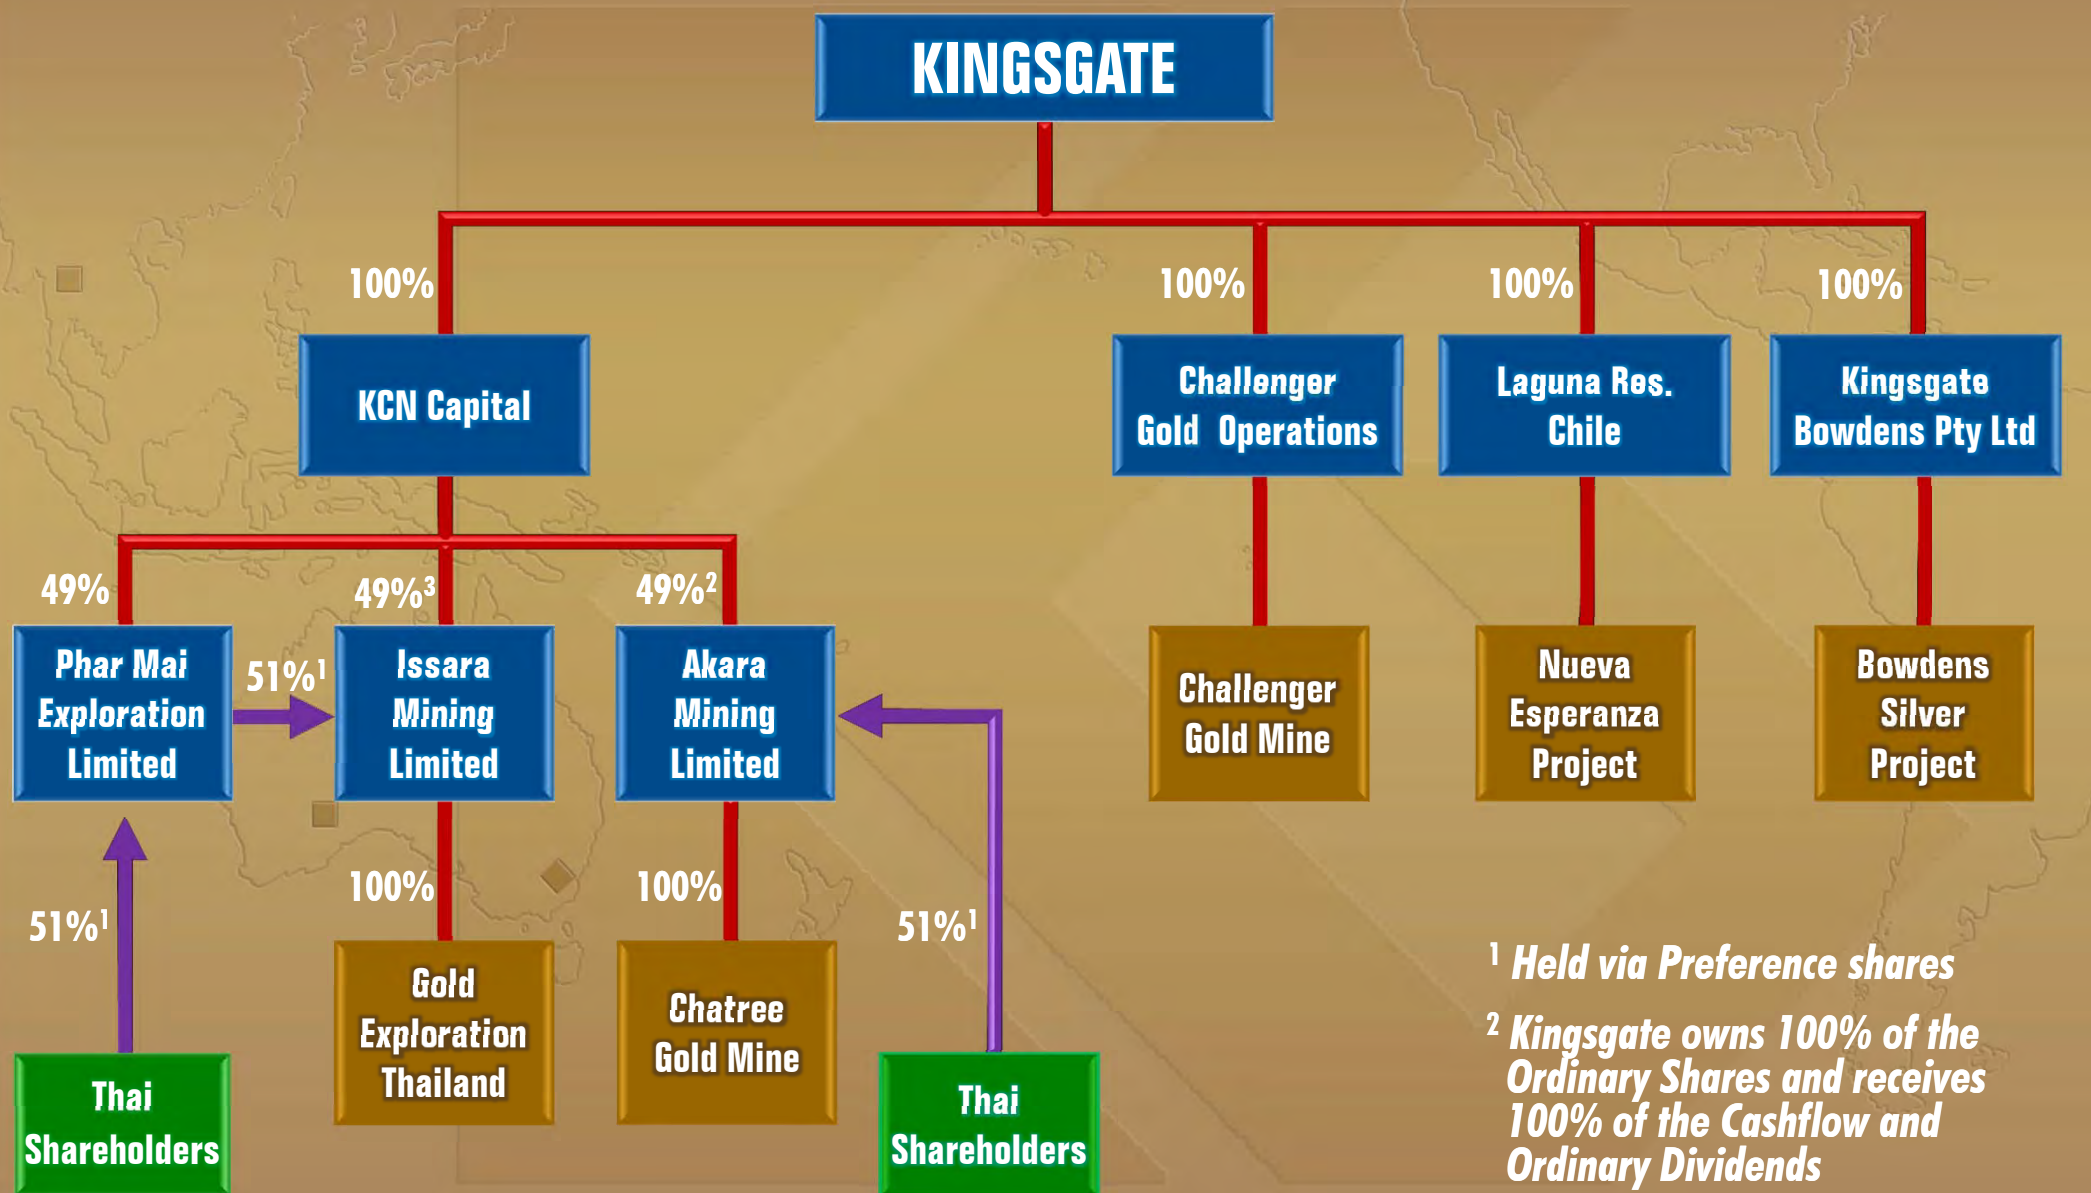 KINGSGATE
100%
100%
100%
100%
KCN Capital
Challenger
Gold Operations
Laguna Res.
Chile
Kingsgate
Bowdens Pty Ltd
49%
49%³
49%²
Phar Mai
Exploration
Limited
51%¹
Issara
Mining
Limited
Akara
Mining
Limited
Challenger
Gold Mine
Nueva
Esperanza
Project
Bowdens
Silver
Project
51%¹
100%
100%
51%¹
Thai
Shareholders
Gold
Exploration
Thailand
Chatree
Gold Mine
Thai
Shareholders
¹ Held via Preference shares
² Kingsgate owns 100% of the
Ordinary Shares and receives
100% of the Cashflow and
Ordinary Dividends